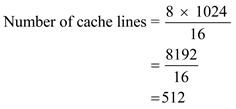 Number of cache lines = 8 × 1024 / 16
= 8192 / 16
=512